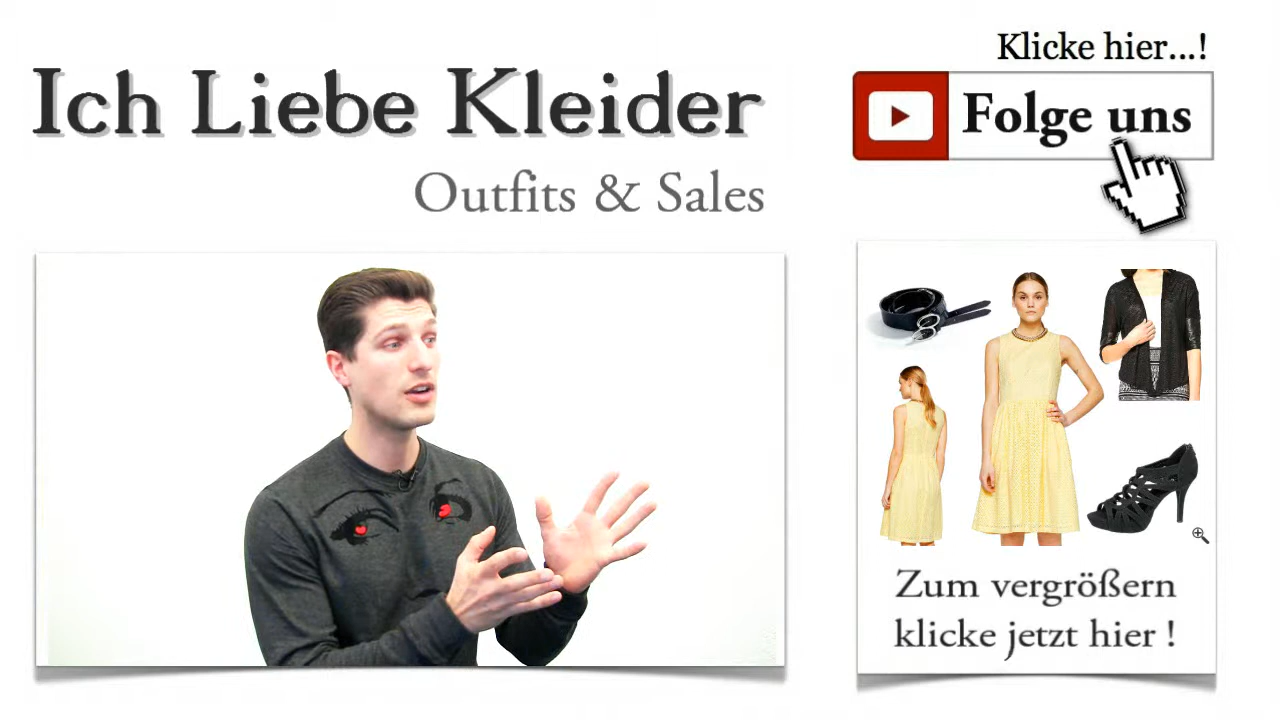 Ich Liebe Kleider
Outfits & Sales
Klicke hier...!
Folge uns
Zum vergrößern
klicke jetzt hier !